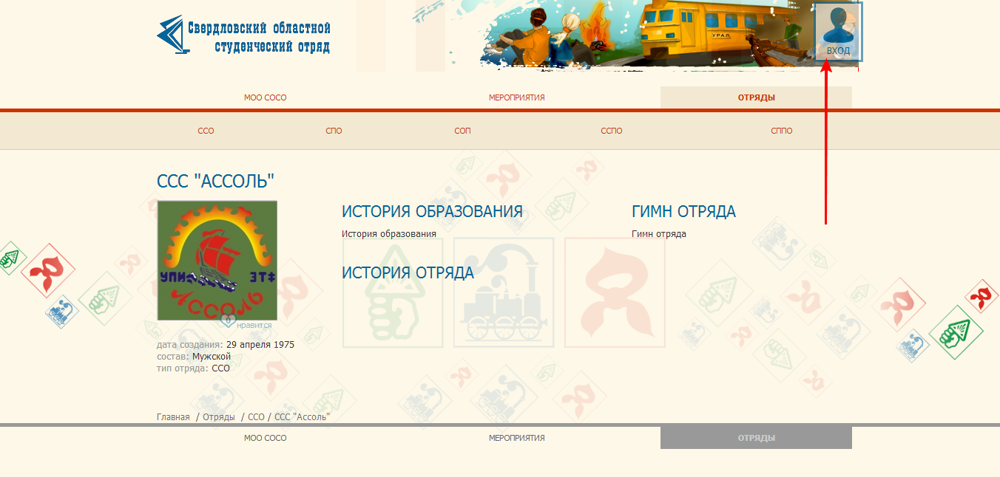 Свердловский областной
студенческий отряд
УРАЛ
ВХОД
МОО СОСО
МЕРОПРИЯТИЯ
ОТРЯДЫ
ССО
СПО
СОП
ССПО
СППО
ССС "АССОЛЬ"
УПИ ЭТФ
АССОЛЬ
0 нравится
дата создания: 29 апреля 1975
состав: Мужской
тип отряда: ССО
ИСТОРИЯ ОБРАЗОВАНИЯ
История образования
ИСТОРИЯ ОТРЯДА
ГИМН ОТРЯДА
Гимн отряда
Главная / Отряды / ССО / ССС "Ассоль"
МОО СОСО
МЕРОПРИЯТИЯ
ОТРЯДЫ